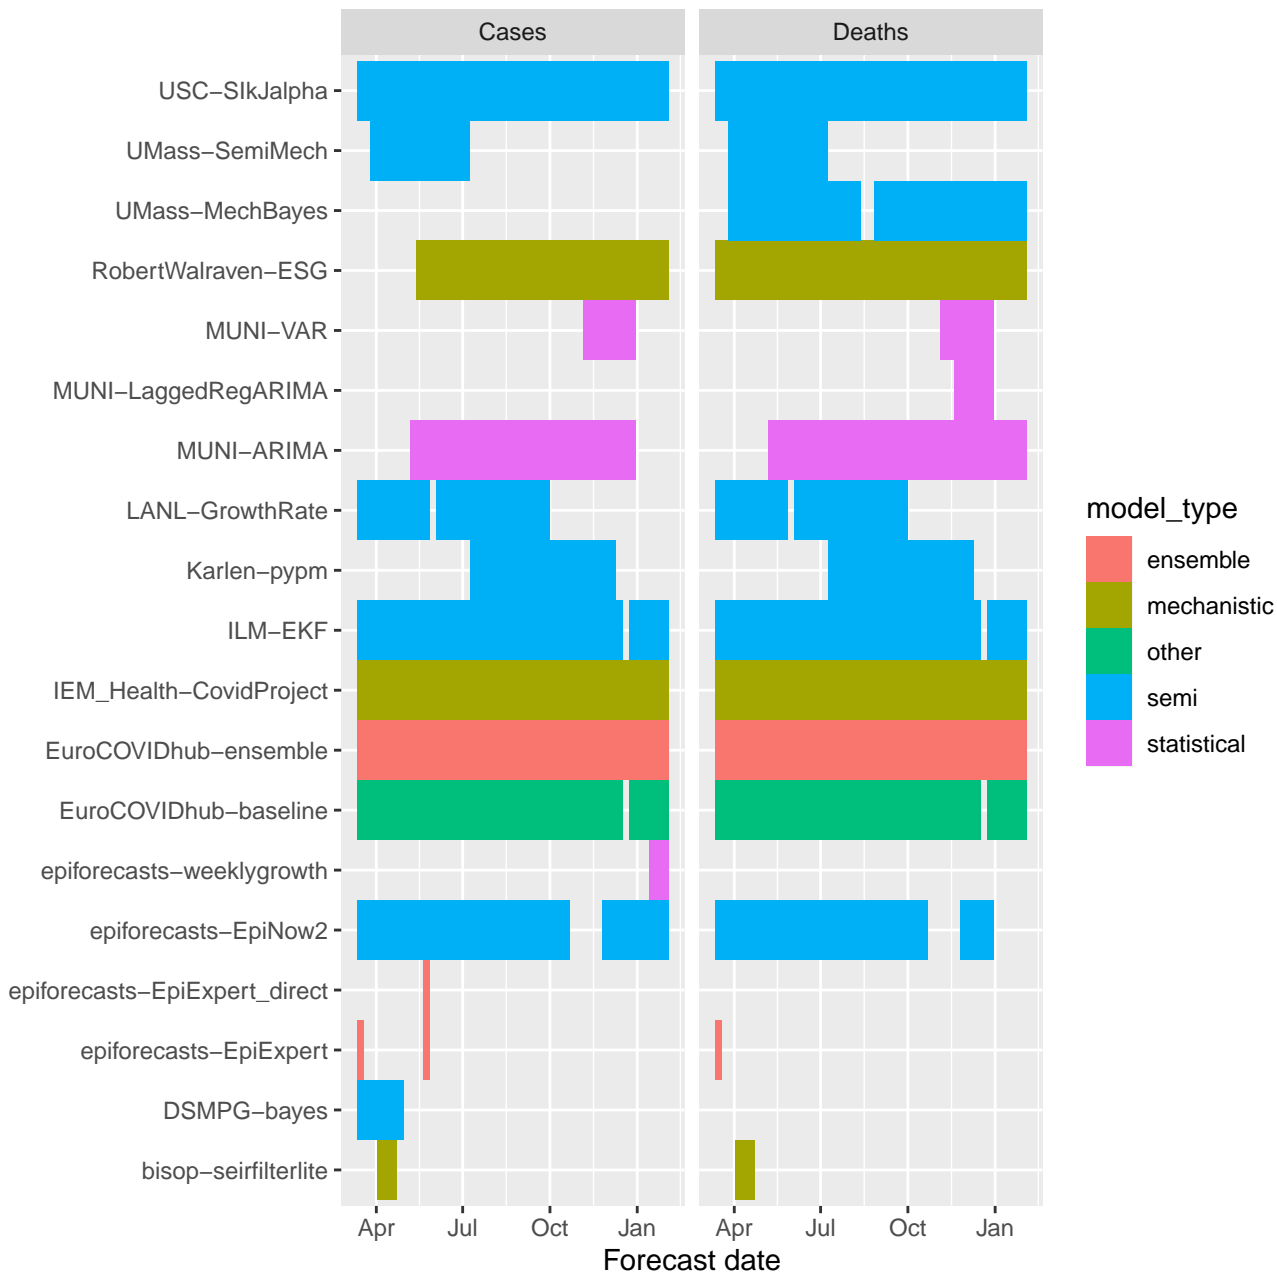 Cases
Deaths
USC−SIkJalpha
UMass−SemiMech
UMass−MechBayes
RobertWalraven−ESG
MUNI−VAR
MUNI−LaggedRegARIMA
MUNI−ARIMA
LANL−GrowthRate
Karlen−pypm
ILM−EKF
IEM_Health−CovidProject
EuroCOVIDhub−ensemble
EuroCOVIDhub−baseline
epiforecasts−weeklygrowth
epiforecasts−EpiNow2
epiforecasts−EpiExpert_direct
epiforecasts−EpiExpert
DSMPG−bayes
bisop−seirfilterlite
Apr Jul Oct Jan
Apr Jul Oct Jan
Forecast date
model_type
ensemble
mechanistic
other
semi
statistical